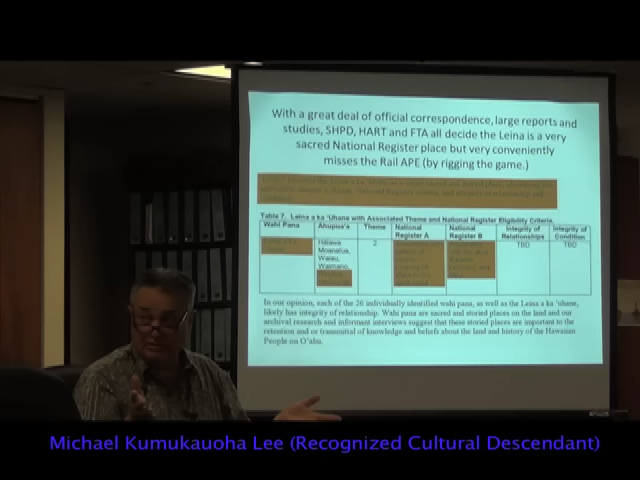 With a great deal of official correspondence, large reports and
studies, SHPD, HART and FTA all decide the Leina is a very
sacred National Register place but very conveniently
misses the Rail APE (by rigging the game.)
Table 7. Leina a ka 'Uhane with Associated Theme and National Register Eligibility Criteria.
Wahi Pana Ahupua'a Theme National Register A National Register B Integrity of Relationships Integrity of Condition
Halawa
Moanalua,
Waiau,
Waimano,
2
TBD
TBD
In our opinion, each of the 26 individually identified wahi pana, as well as the Leina a ka 'uhane,
likely has integrity of relationship. Wahi pana are sacred and storied places on the land and our
archival research and informant interviews suggest that these storied places are important to the
retention and or transmittal of knowledge and beliefs about the land and history of the Hawaiian
People on O'ahu.
Michael Kumukauoha Lee (Recognized Cultural Descendant)